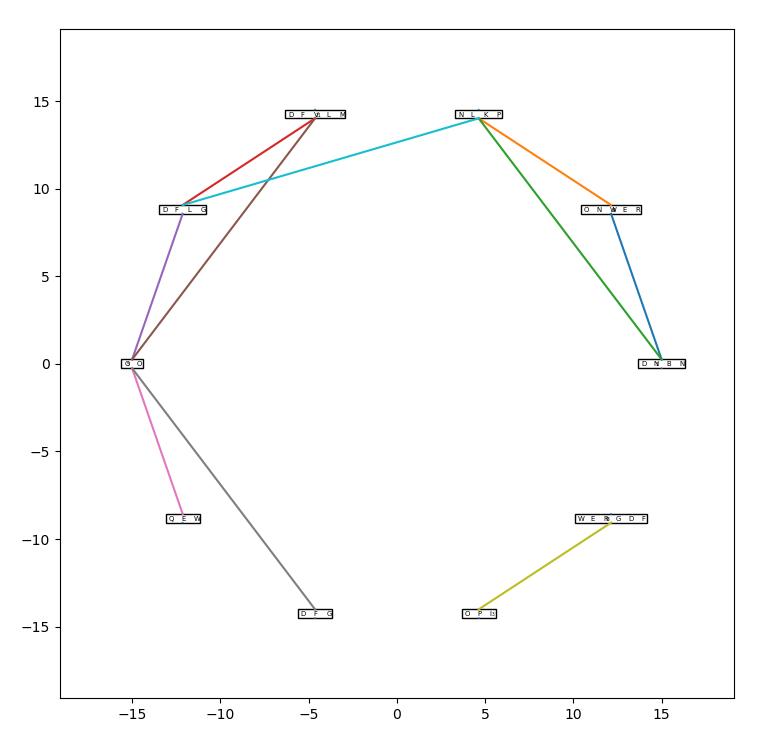 15
D F V L M
N L K P
10
D F L G
O N W E R
5
0
G O
D N B N
−5
Q E W
W E R G D F
−10
D F G
O P I
−15
−15 −10 −5 0 5 10 15